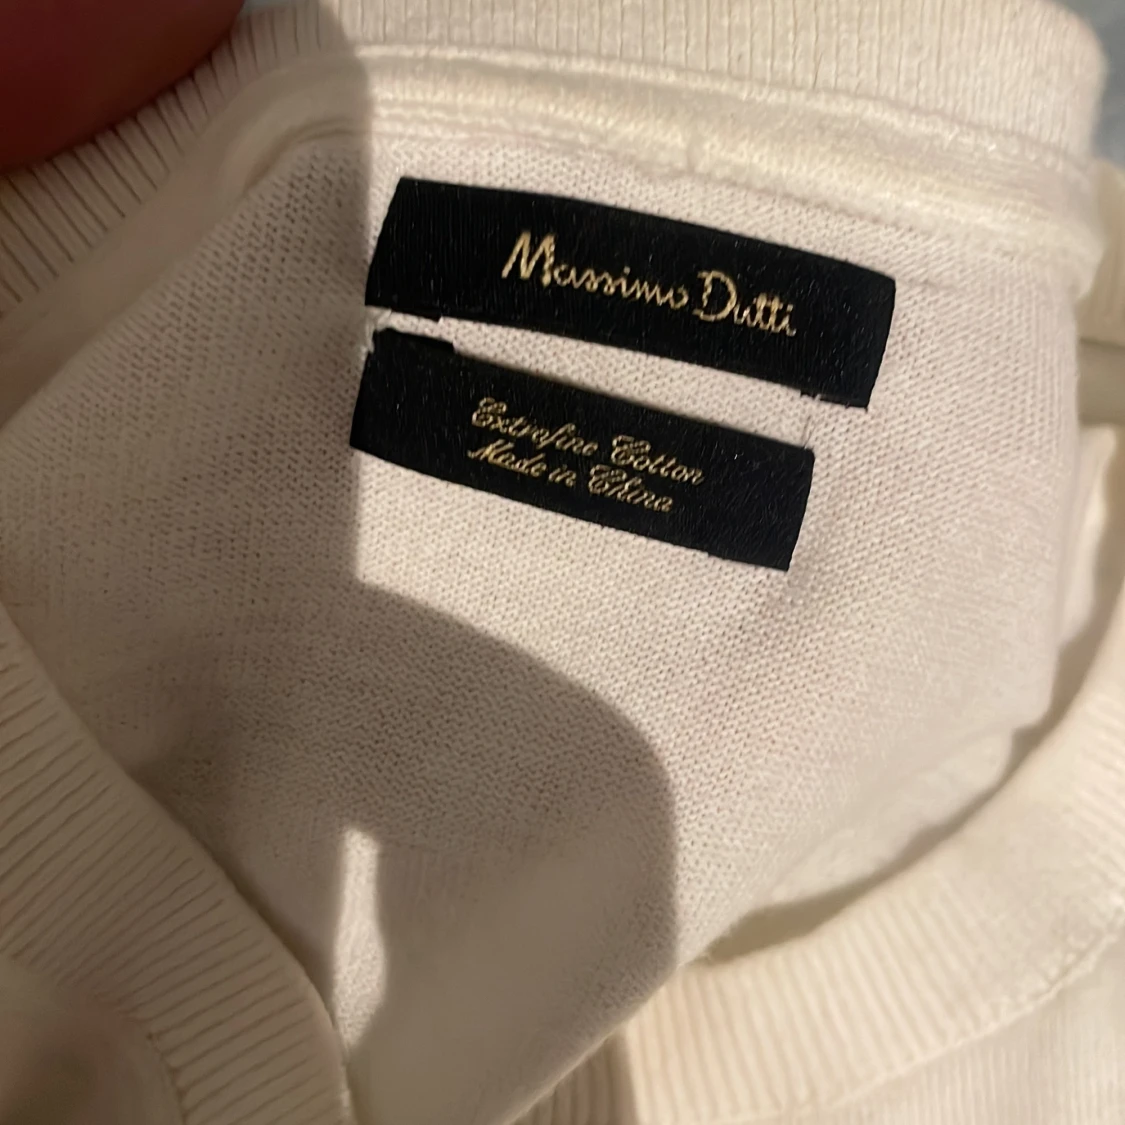 Massimo Dutti
Extrafine Cotton
Made in China